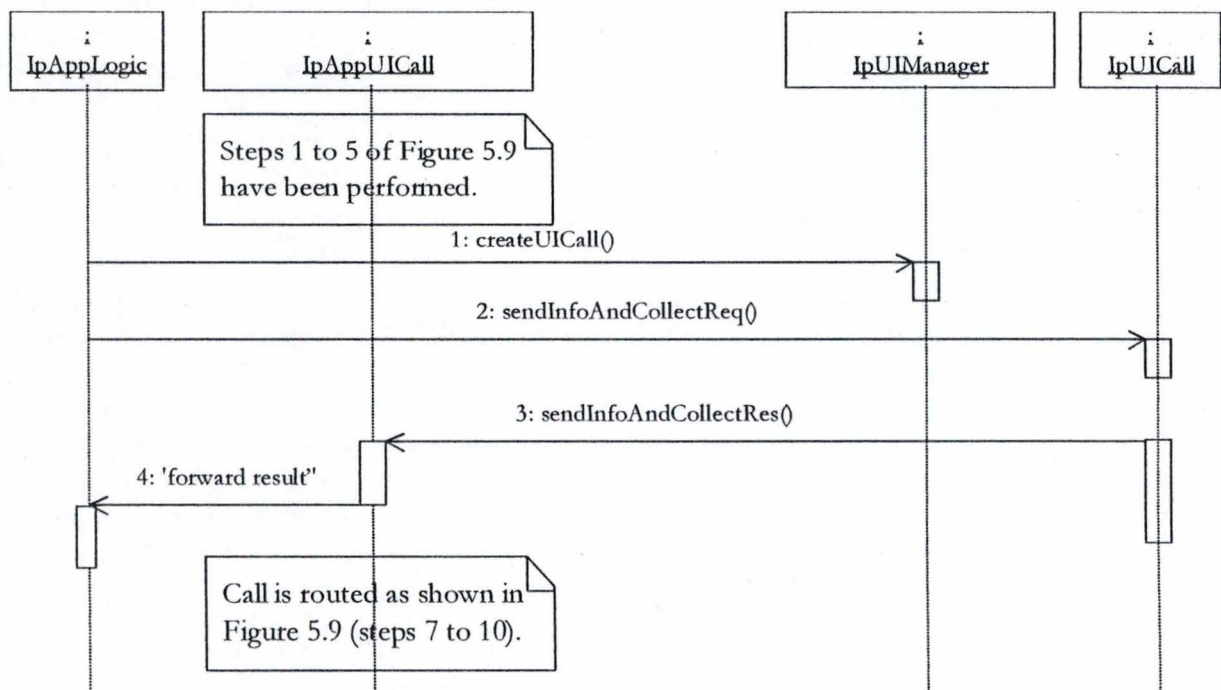 :
IpAppLogic
:
IpAppUICall
:
IpUIManager
:
IpUICall
Steps 1 to 5 of Figure 5.9
have been performed.
1: createUICall()
2: sendInfoAndCollectReq()
3: sendInfoAndCollectRes()
4: 'forward result"
Call is routed as shown in
Figure 5.9 (steps 7 to 10).